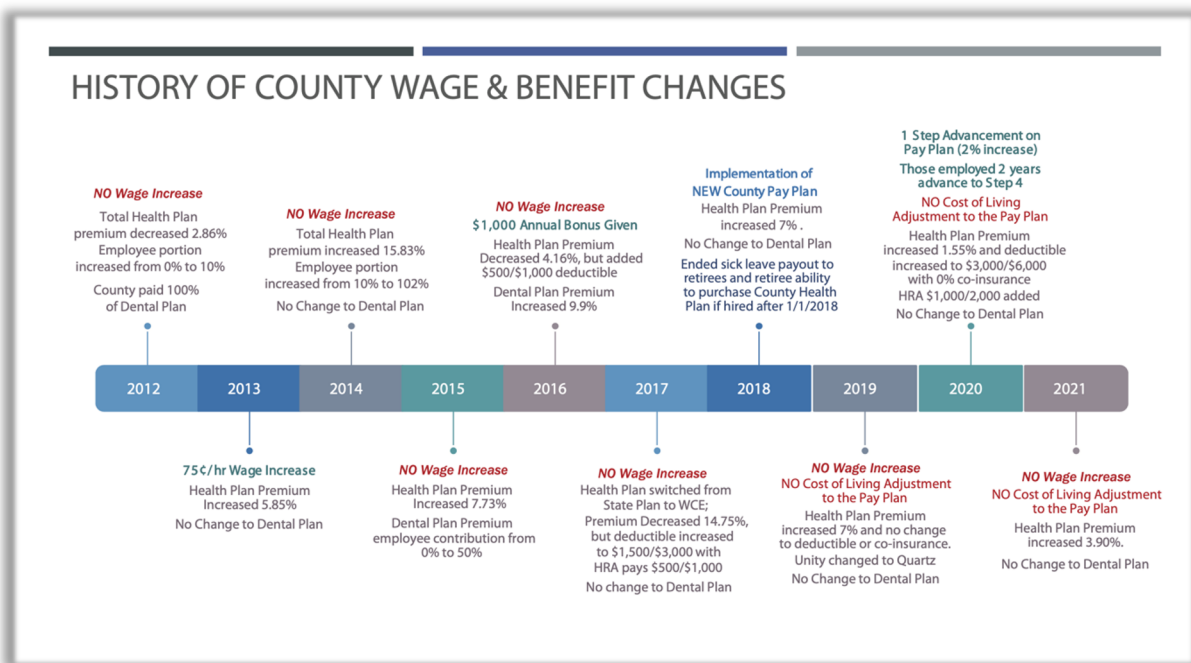 HISTORY OF COUNTY WAGE & BENEFIT CHANGES
NO Wage Increase
Total Health Plan
premium decreased 2.86%
Employee portion
increased from 0% to 10%
County paid 100%
of Dental Plan
NO Wage Increase
Total Health Plan
premium increased 15.83%
Employee portion
increased from 10% to 102%
No Change to Dental Plan
NO Wage Increase
$1,000 Annual Bonus Given
Health Plan Premium
Decreased 4.16%, but added
$500/$1,000 deductible
Dental Plan Premium
Increased 9.9%
Implementation of
NEW County Pay Plan
Health Plan Premium
increased 7% .
No Change to Dental Plan
Ended sick leave payout to
retirees and retiree ability
to purchase County Health
Plan if hired after 1/1/2018
1 Step Advancement on
Pay Plan (2% increase)
Those employed 2 years
advance to Step 4
NO Cost of Living
Adjustment to the Pay Plan
Health Plan Premium
increased 1.55% and deductible
increased to $3,000/$6,000
with 0% co-insurance
HRA $1,000/2,000 added
No Change to Dental Plan
2012 2013 2014 2015 2016 2017 2018 2019 2020 2021
75¢/hr Wage Increase
Health Plan Premium
Increased 5.85%
No Change to Dental Plan
NO Wage Increase
Health Plan Premium
Increased 7.73%
Dental Plan Premium
employee contribution from
0% to 50%
NO Wage Increase
Health Plan switched from
State Plan to WCE;
Premium Decreased 14.75%,
but deductible increased
to $1,500/$3,000 with
HRA pays $500/$1,000
No change to Dental Plan
NO Wage Increase
NO Cost of Living Adjustment
to the Pay Plan
Health Plan Premium
increased 7% and no change
to deductible or co-insurance.
Unity changed to Quartz
No Change to Dental Plan
NO Wage Increase
NO Cost of Living Adjustment
to the Pay Plan
Health Plan Premium
increased 3.90%.
No Change to Dental Plan